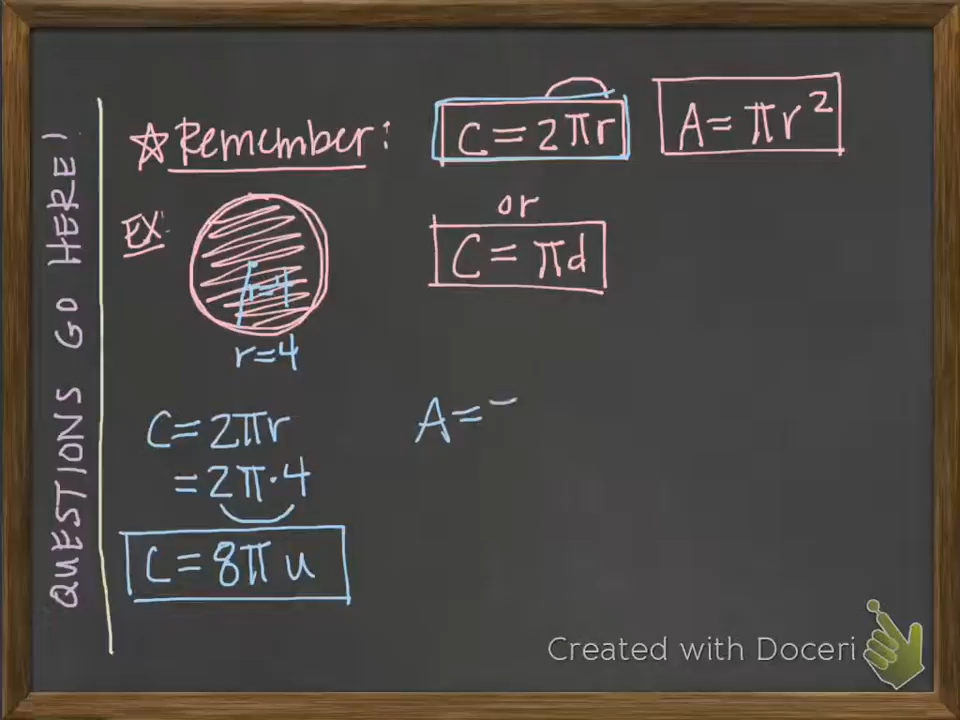 QUESTIONS GO HERE!
☆Remember:
C = 2πr
A = πr²
or
C = πd
EX:
r=4
C = 2πr
= 2π·4
C = 8π u
A =
Created with Doceri